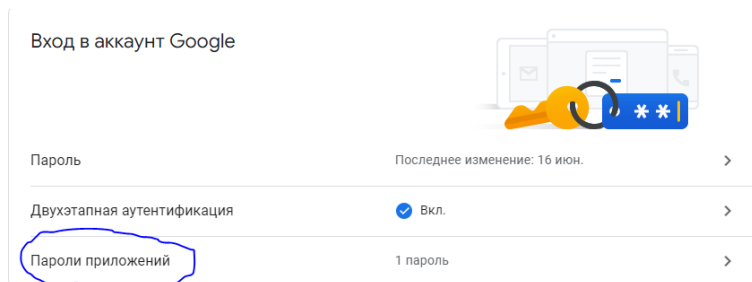 Вход в аккаунт Google
* *
Пароль Последнее изменение: 16 июн.
Двухэтапная аутентификация Вкл.
Пароли приложений 1 пароль